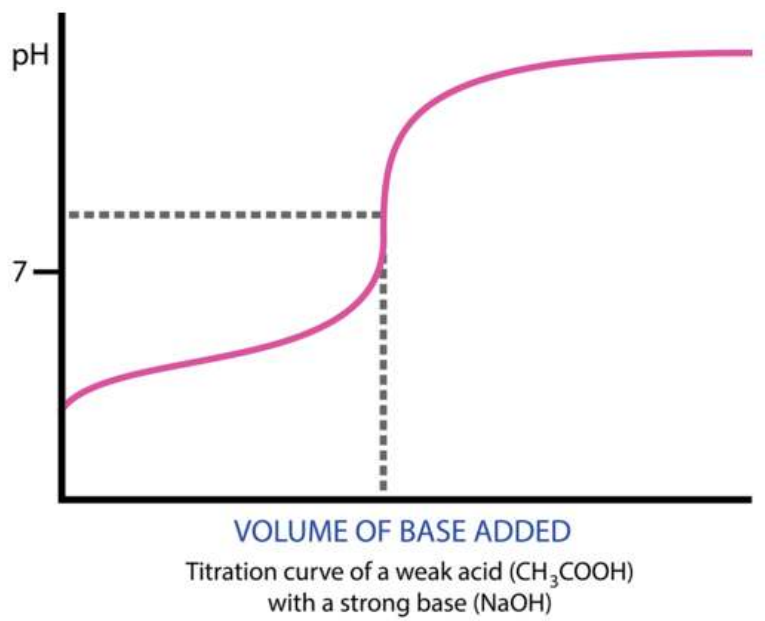 pH
7
VOLUME OF BASE ADDED
Titration curve of a weak acid (CH₃COOH)
with a strong base (NaOH)